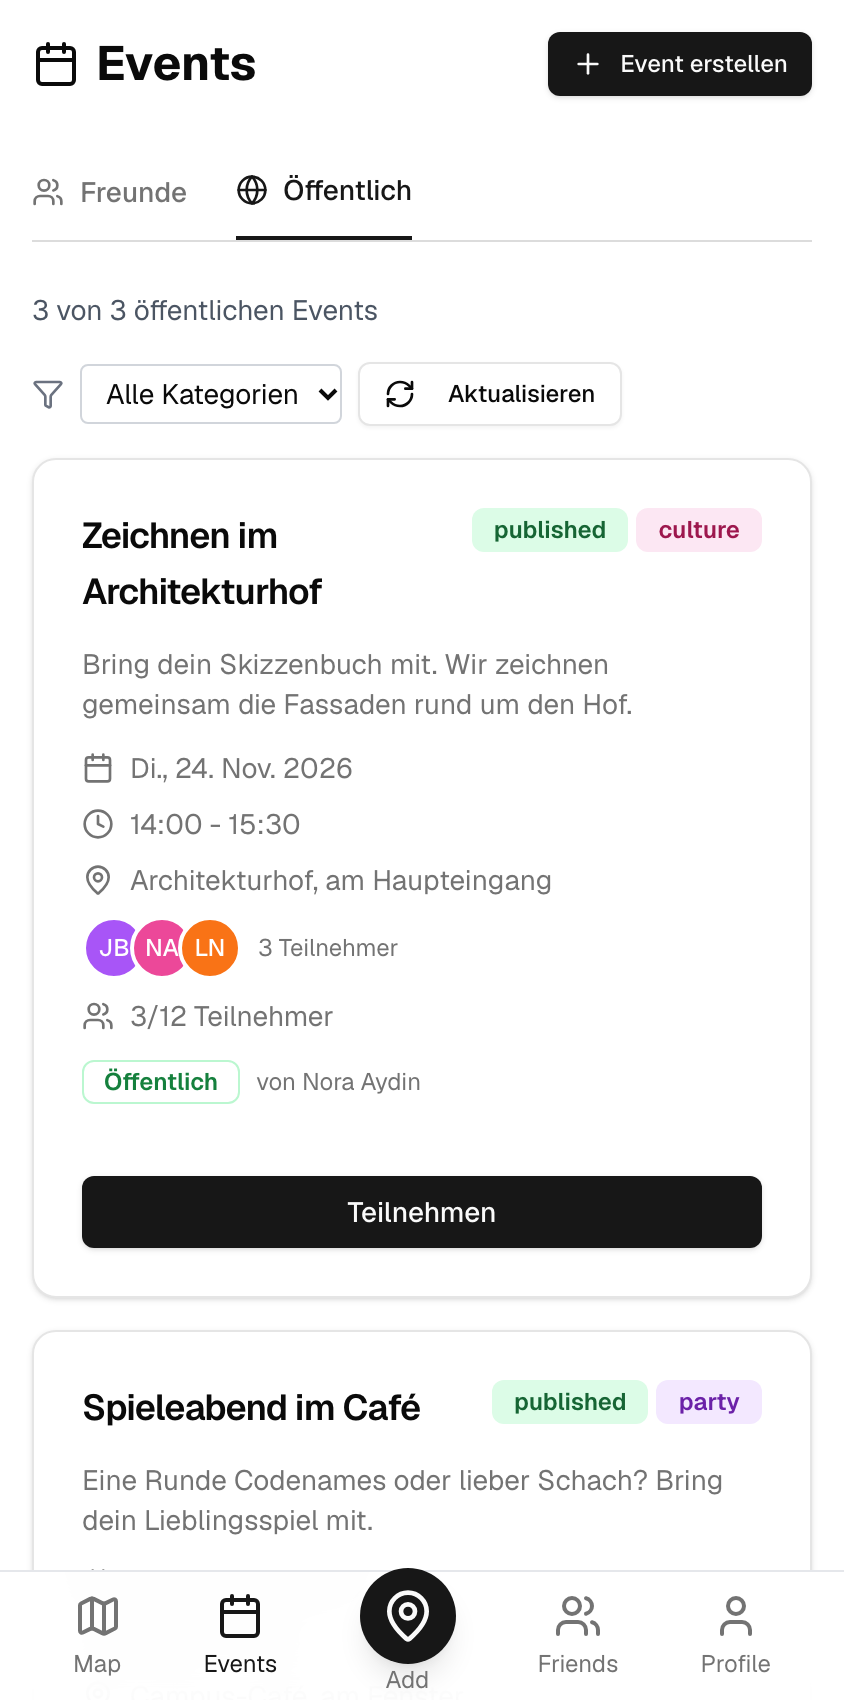 Events
Event erstellen
Freunde
Öffentlich
3 von 3 öffentlichen Events
Alle Kategorien
Aktualisieren
Zeichnen im
Architekturhof
published
culture
Bring dein Skizzenbuch mit. Wir zeichnen
gemeinsam die Fassaden rund um den Hof.
Di., 24. Nov. 2026
14:00 - 15:30
Architekturhof, am Haupteingang
JB NA LN 3 Teilnehmer
3/12 Teilnehmer
Öffentlich von Nora Aydin
Teilnehmen
Spieleabend im Café
published
party
Eine Runde Codenames oder lieber Schach? Bring
dein Lieblingsspiel mit.
Map
Events
Add
Friends
Profile